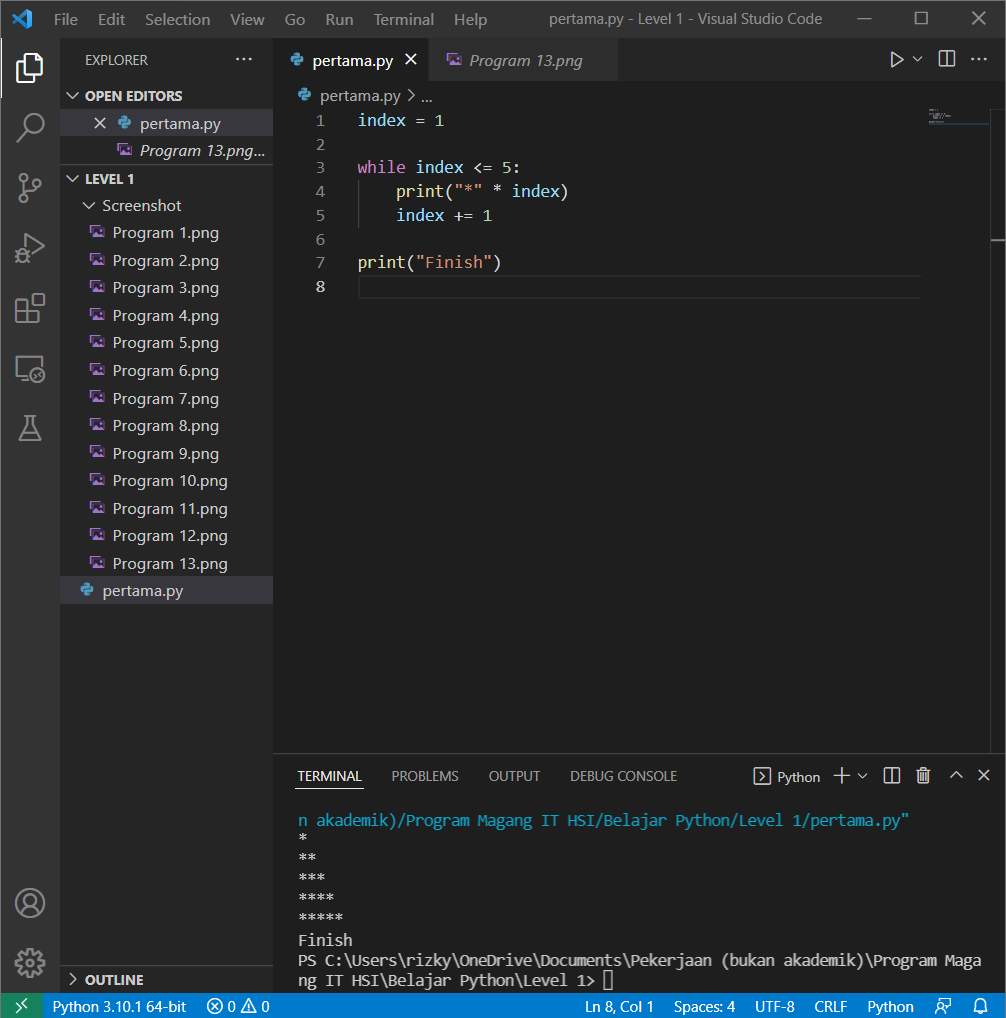 File Edit Selection View Go Run Terminal Help pertama.py - Level 1 - Visual Studio Code
EXPLORER
OPEN EDITORS
pertama.py
Program 13.png...
LEVEL 1
Screenshot
Program 1.png
Program 2.png
Program 3.png
Program 4.png
Program 5.png
Program 6.png
Program 7.png
Program 8.png
Program 9.png
Program 10.png
Program 11.png
Program 12.png
Program 13.png
pertama.py
OUTLINE
pertama.py Program 13.png
pertama.py > ...
1 index = 1
2
3 while index <= 5:
4     print("*" * index)
5     index += 1
6
7 print("Finish")
8
TERMINAL PROBLEMS OUTPUT DEBUG CONSOLE Python
n akademik)/Program Magang IT HSI/Belajar Python/Level 1/pertama.py"
*
**
***
****
*****
Finish
PS C:\Users\rizky\OneDrive\Documents\Pekerjaan (bukan akademik)\Program Maga
ng IT HSI\Belajar Python\Level 1>
Python 3.10.1 64-bit 0 0 Ln 8, Col 1 Spaces: 4 UTF-8 CRLF Python